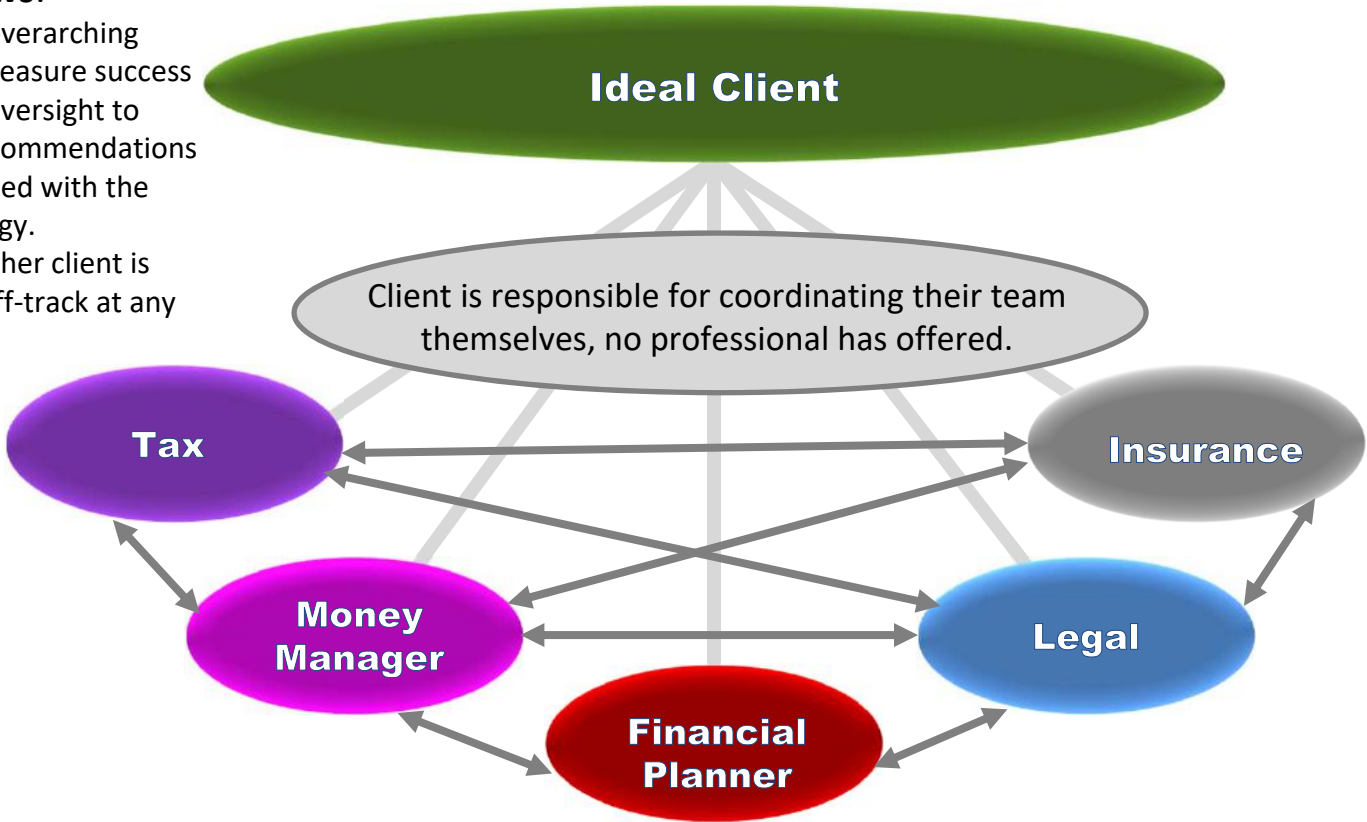 verarching
easure success
versight to
ommendations
ed with the
gy.
her client is
ff-track at any
Ideal Client
Client is responsible for coordinating their team
themselves, no professional has offered.
Tax
Insurance
Money
Manager
Legal
Financial
Planner